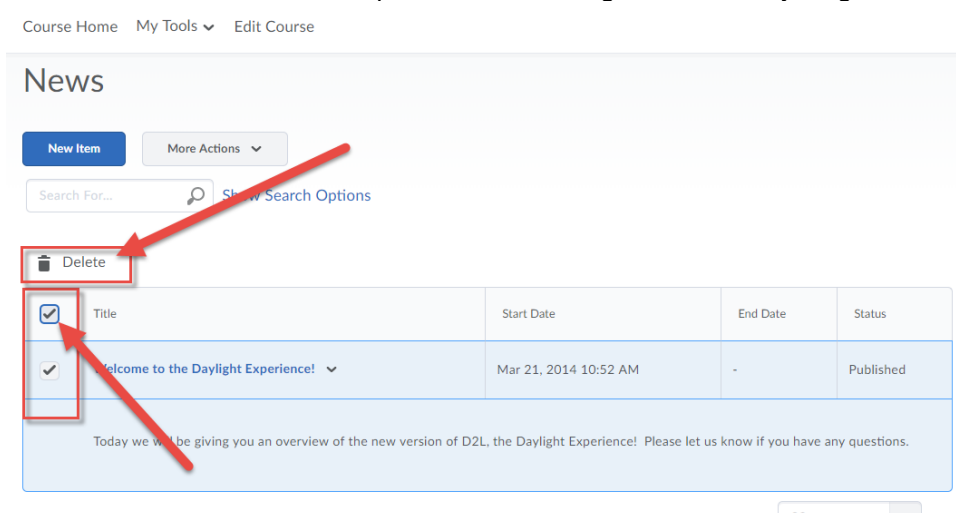 Course Home My Tools Edit Course
News
New Item More Actions
Search For... Show Search Options
Delete
Title Start Date End Date Status
Welcome to the Daylight Experience! Mar 21, 2014 10:52 AM - Published
Today we will be giving you an overview of the new version of D2L, the Daylight Experience! Please let us know if you have any questions.